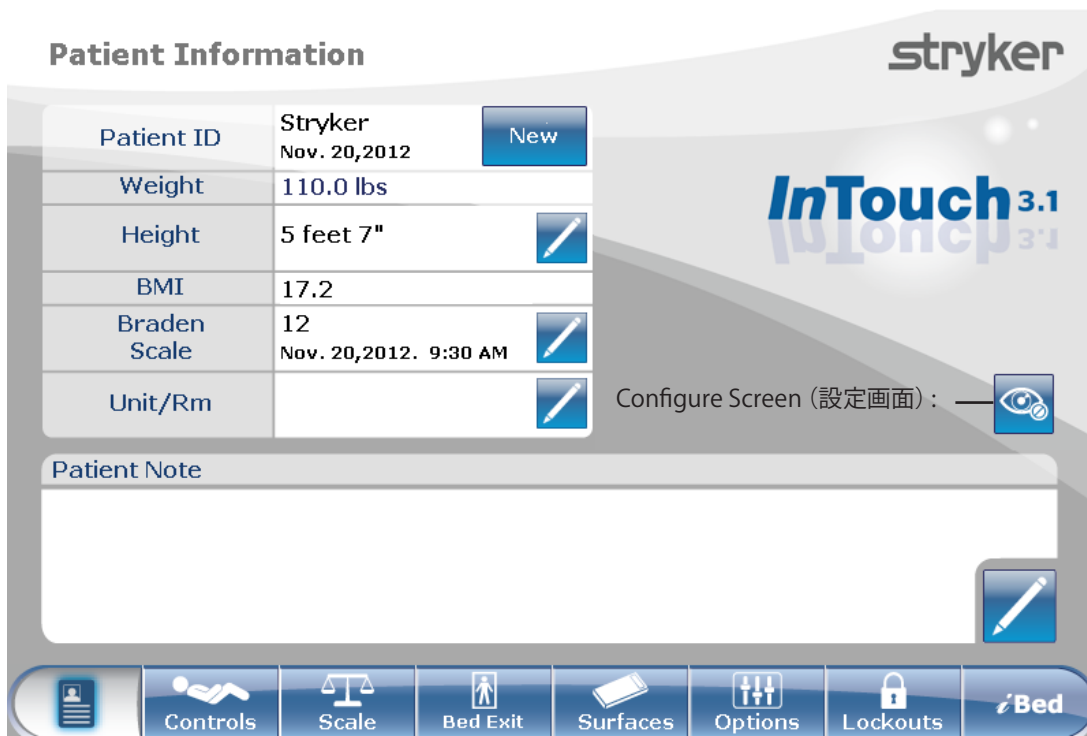 Patient Information
stryker
Patient ID
Stryker
Nov. 20,2012
New
Weight
110.0 lbs
Height
5 feet 7"
BMI
17.2
Braden
Scale
12
Nov. 20,2012. 9:30 AM
Unit/Rm
InTouch 3.1
Configure Screen（設定画面）:
Patient Note
Controls
Scale
Bed Exit
Surfaces
Options
Lockouts
iBed